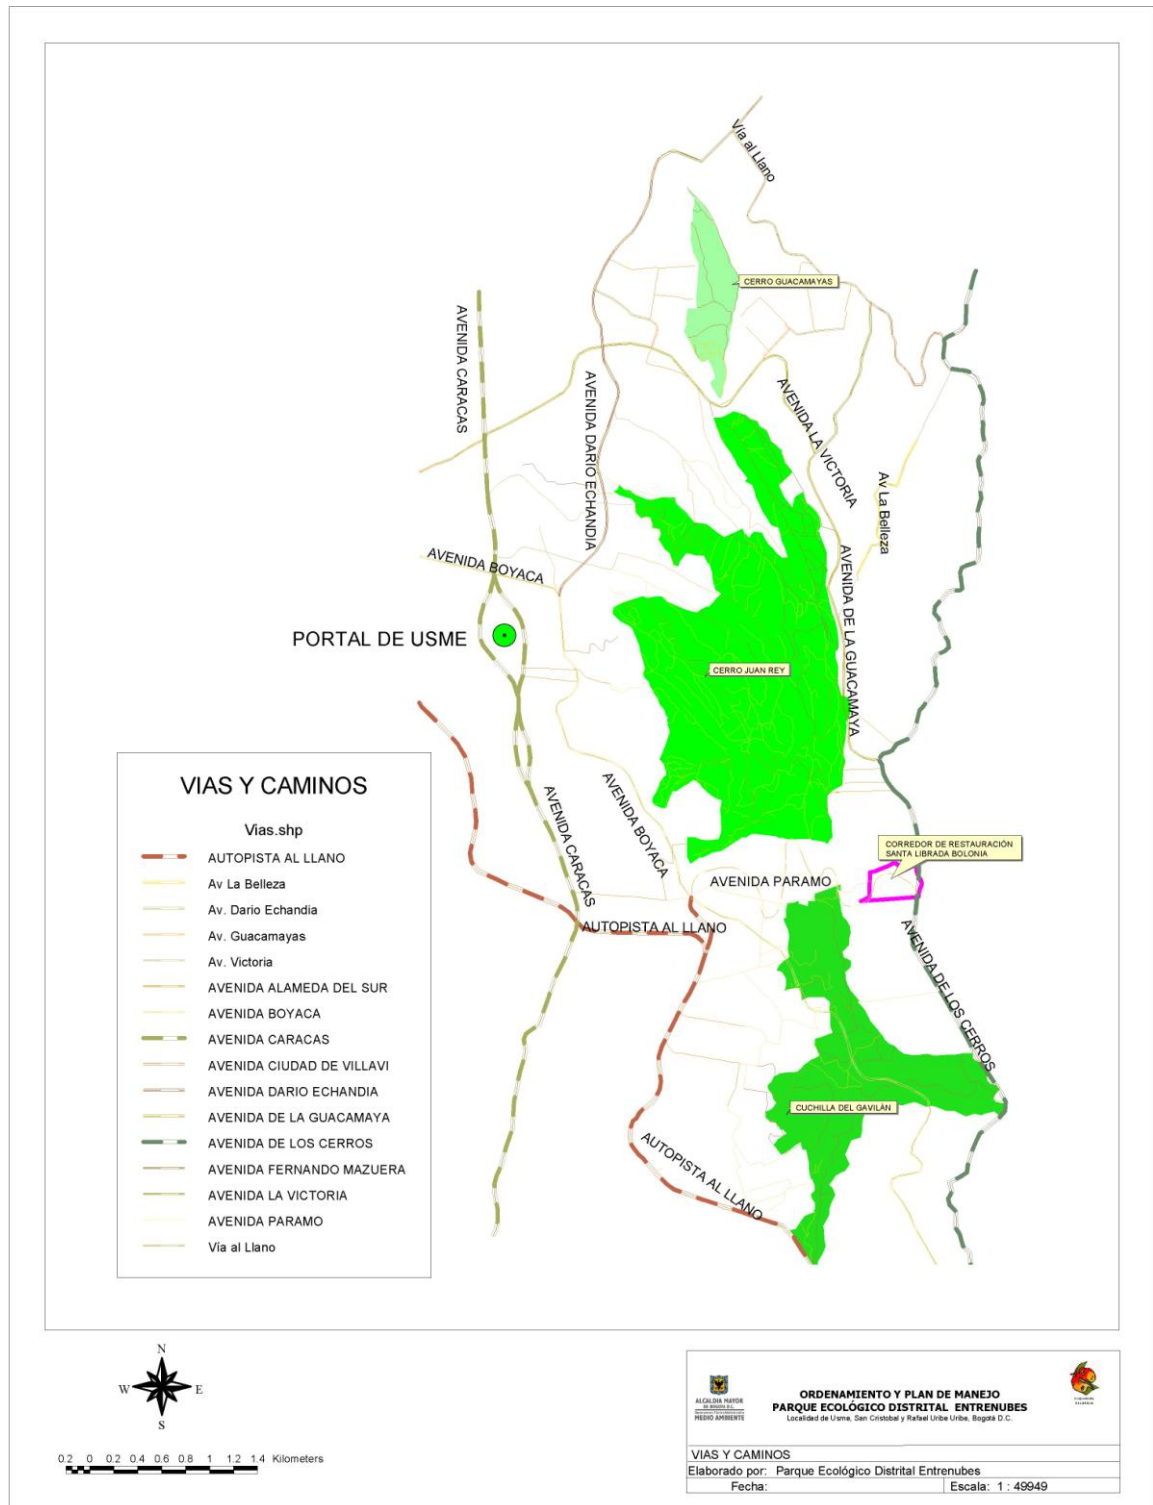 Vía al Llano
CERRO GUACAMAYAS
AVENIDA CARACAS
AVENIDA DARIO ECHANDIA
AVENIDA LA VICTORIA
Av La Belleza
AVENIDA BOYACA
AVENIDA DE LA GUACAMAYA
PORTAL DE USME
CERRO JUAN REY
AVENIDA BOYACA
AVENIDA CARACAS
CORREDOR DE RESTAURACIÓN
SANTA LIBRADA BOLONIA
AVENIDA PARAMO
AUTOPISTA AL LLANO
AVENIDA DE LOS CERROS
CUCHILLA DEL GAVILÁN
AUTOPISTA AL LLANO
VIAS Y CAMINOS
Vias.shp
AUTOPISTA AL LLANO
Av La Belleza
Av. Dario Echandia
Av. Guacamayas
Av. Victoria
AVENIDA ALAMEDA DEL SUR
AVENIDA BOYACA
AVENIDA CARACAS
AVENIDA CIUDAD DE VILLAVI
AVENIDA DARIO ECHANDIA
AVENIDA DE LA GUACAMAYA
AVENIDA DE LOS CERROS
AVENIDA FERNANDO MAZUERA
AVENIDA LA VICTORIA
AVENIDA PARAMO
Vía al Llano
N
W E
S
0.2 0 0.2 0.4 0.6 0.8 1 1.2 1.4 Kilometers
ALCALDIA MAYOR
DE BOGOTA D.C.
MEDIO AMBIENTE
ORDENAMIENTO Y PLAN DE MANEJO
PARQUE ECOLÓGICO DISTRITAL ENTRENUBES
Localidad de Usme, San Cristobal y Rafael Uribe Uribe, Bogotá D.C.
VIAS Y CAMINOS
Elaborado por: Parque Ecológico Distrital Entrenubes
Fecha:
Escala: 1 : 49949